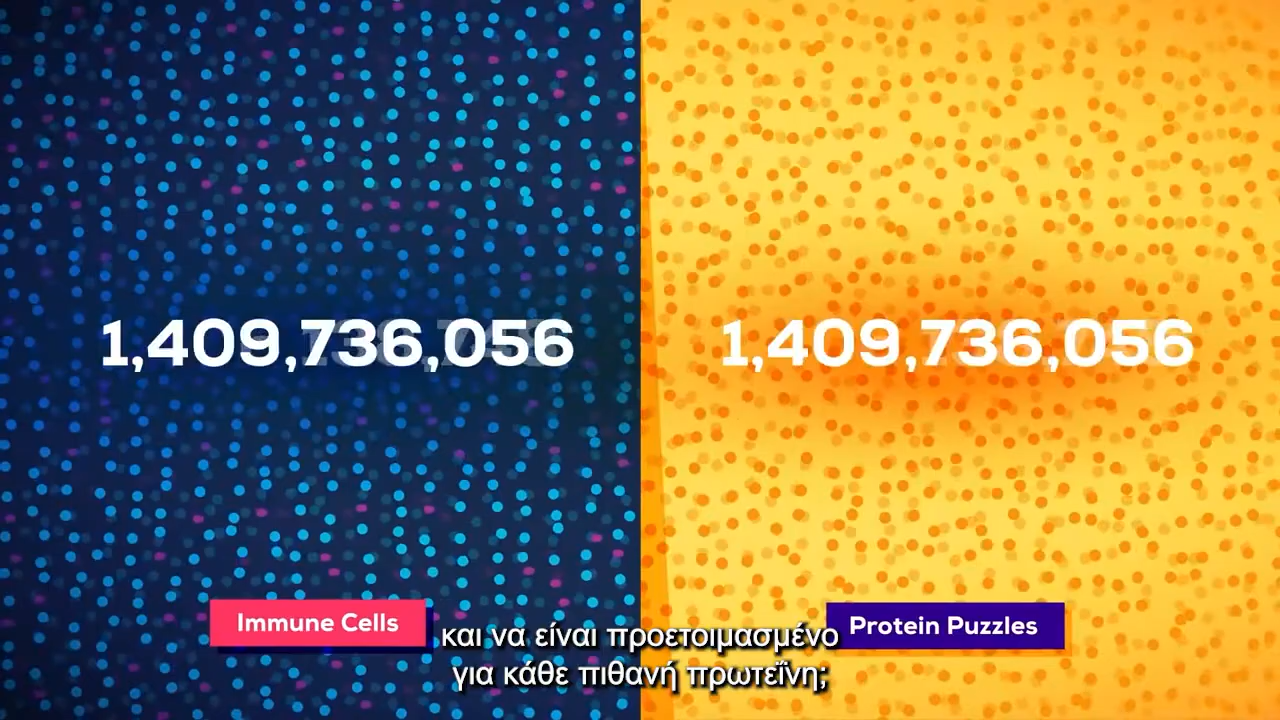 1,409,736,056
1,409,736,056
Immune Cells
Protein Puzzles
και να είναι προετοιμασμένο
για κάθε πιθανή πρωτεΐνη;